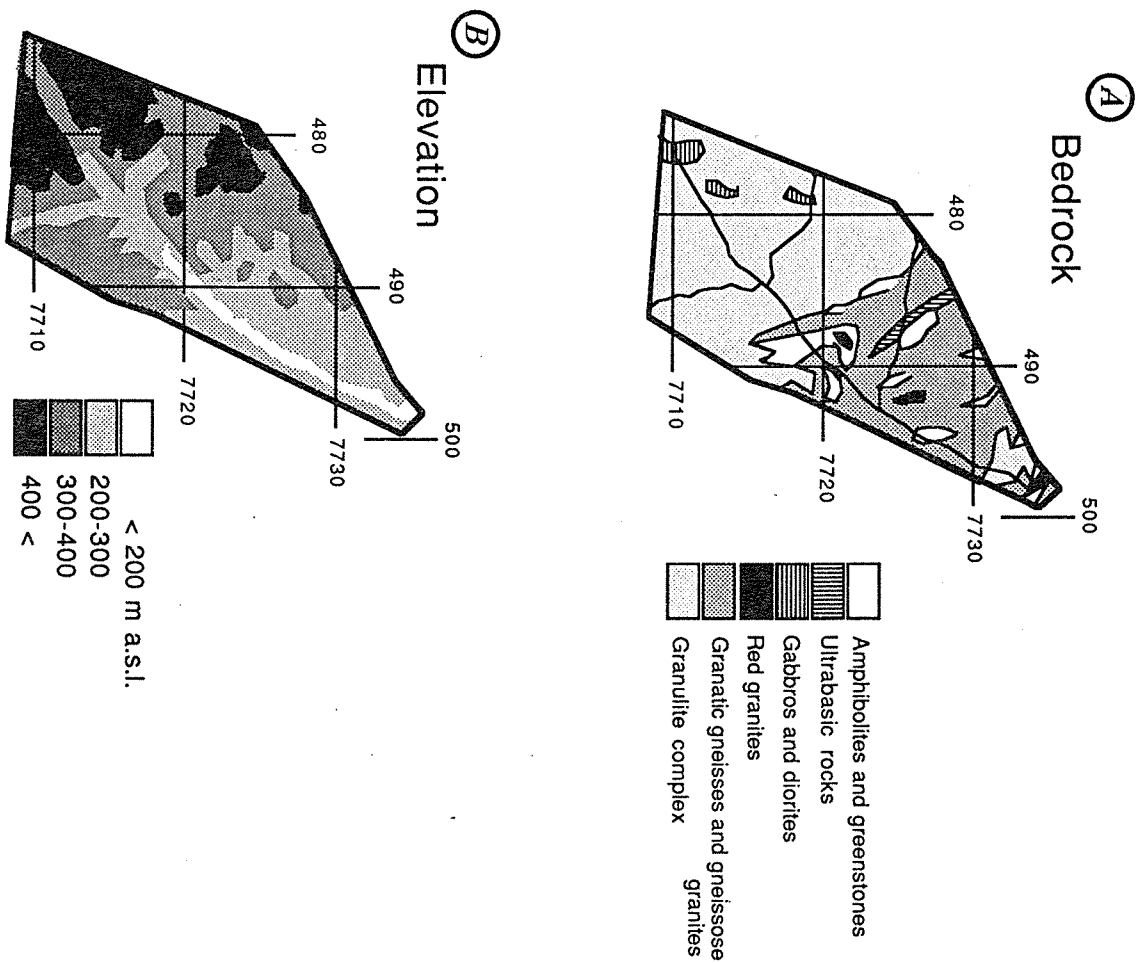 A
Bedrock
480
490
500
7710
7720
7730
Amphibolites and greenstones
Ultrabasic rocks
Gabbros and diorites
Red granites
Granatic gneisses and gneissose
granites
Granulite complex
B
Elevation
480
490
500
7710
7720
7730
< 200 m a.s.l.
200-300
300-400
400 <